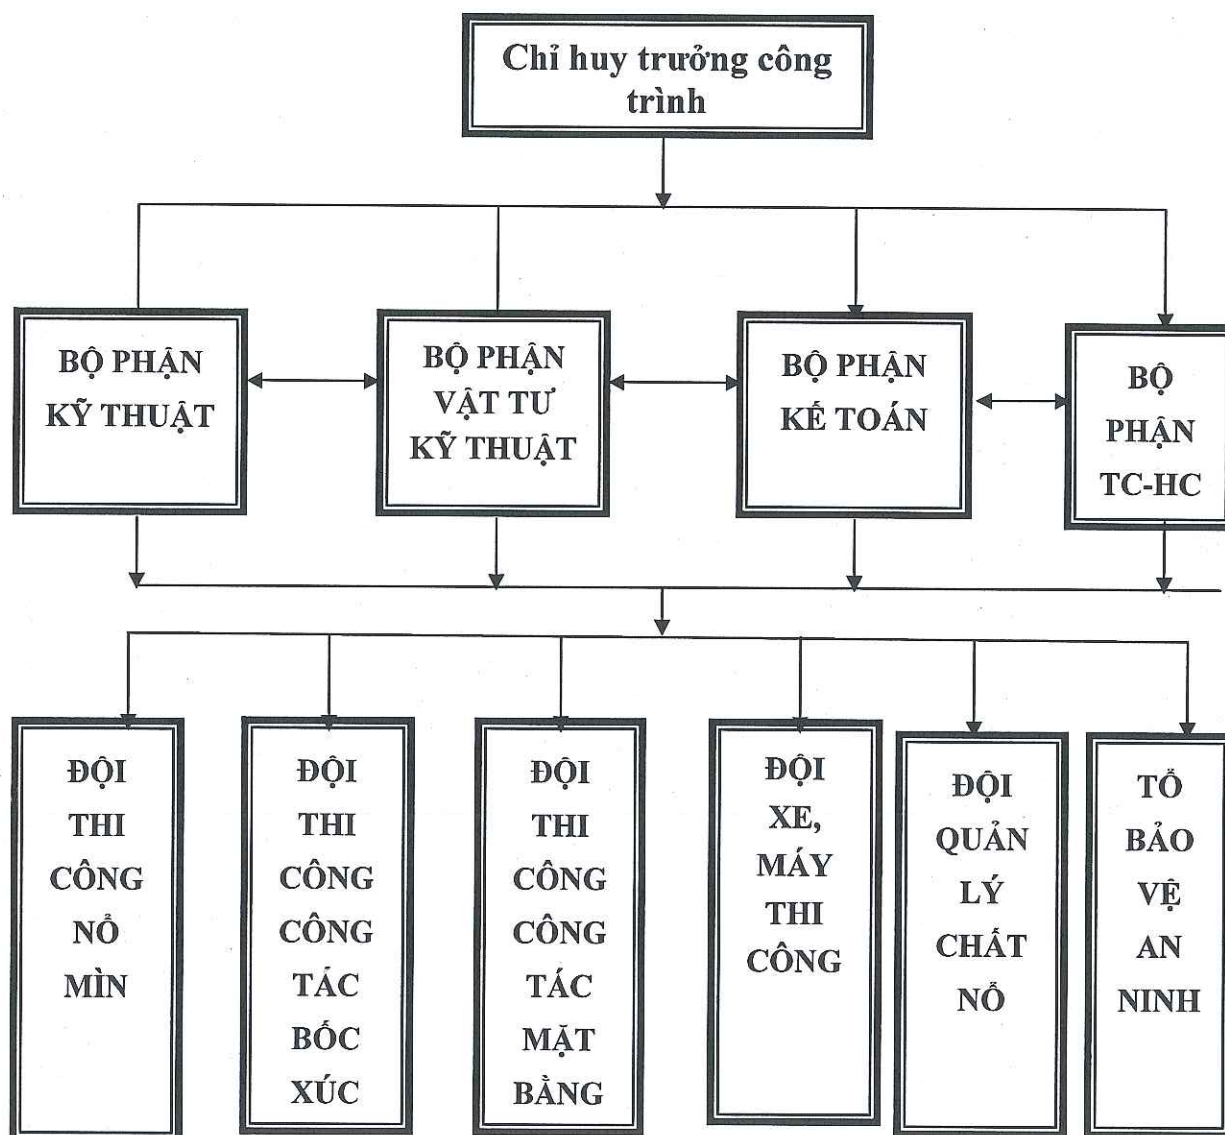 Chỉ huy trưởng công
trình
BỘ PHẬN
KỸ THUẬT
BỘ PHẬN
VẬT TƯ
KỸ THUẬT
BỘ PHẬN
KẾ TOÁN
BỘ
PHẬN
TC-HC
ĐỘI
THI
CÔNG
NỔ
MÌN
ĐỘI
THI
CÔNG
CÔNG
TÁC
BỐC
XÚC
ĐỘI
THI
CÔNG
CÔNG
TÁC
MẶT
BẰNG
ĐỘI
XE,
MÁY
THI
CÔNG
ĐỘI
QUẢN
LÝ
CHẤT
NỔ
TỔ
BẢO
VỆ
AN
NINH